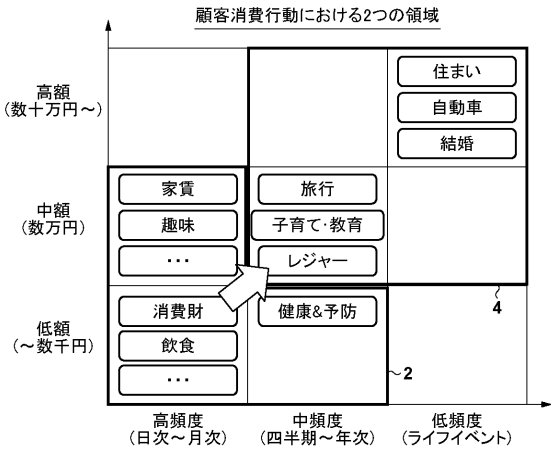 顧客消費行動における2つの領域
高額
(数十万円～)
住まい
自動車
結婚
中額
(数万円)
家賃
趣味
・・・
旅行
子育て・教育
レジャー
低額
(～数千円)
消費財
飲食
・・・
健康&予防
4
2
高頻度
(日次～月次)
中頻度
(四半期～年次)
低頻度
(ライフイベント)